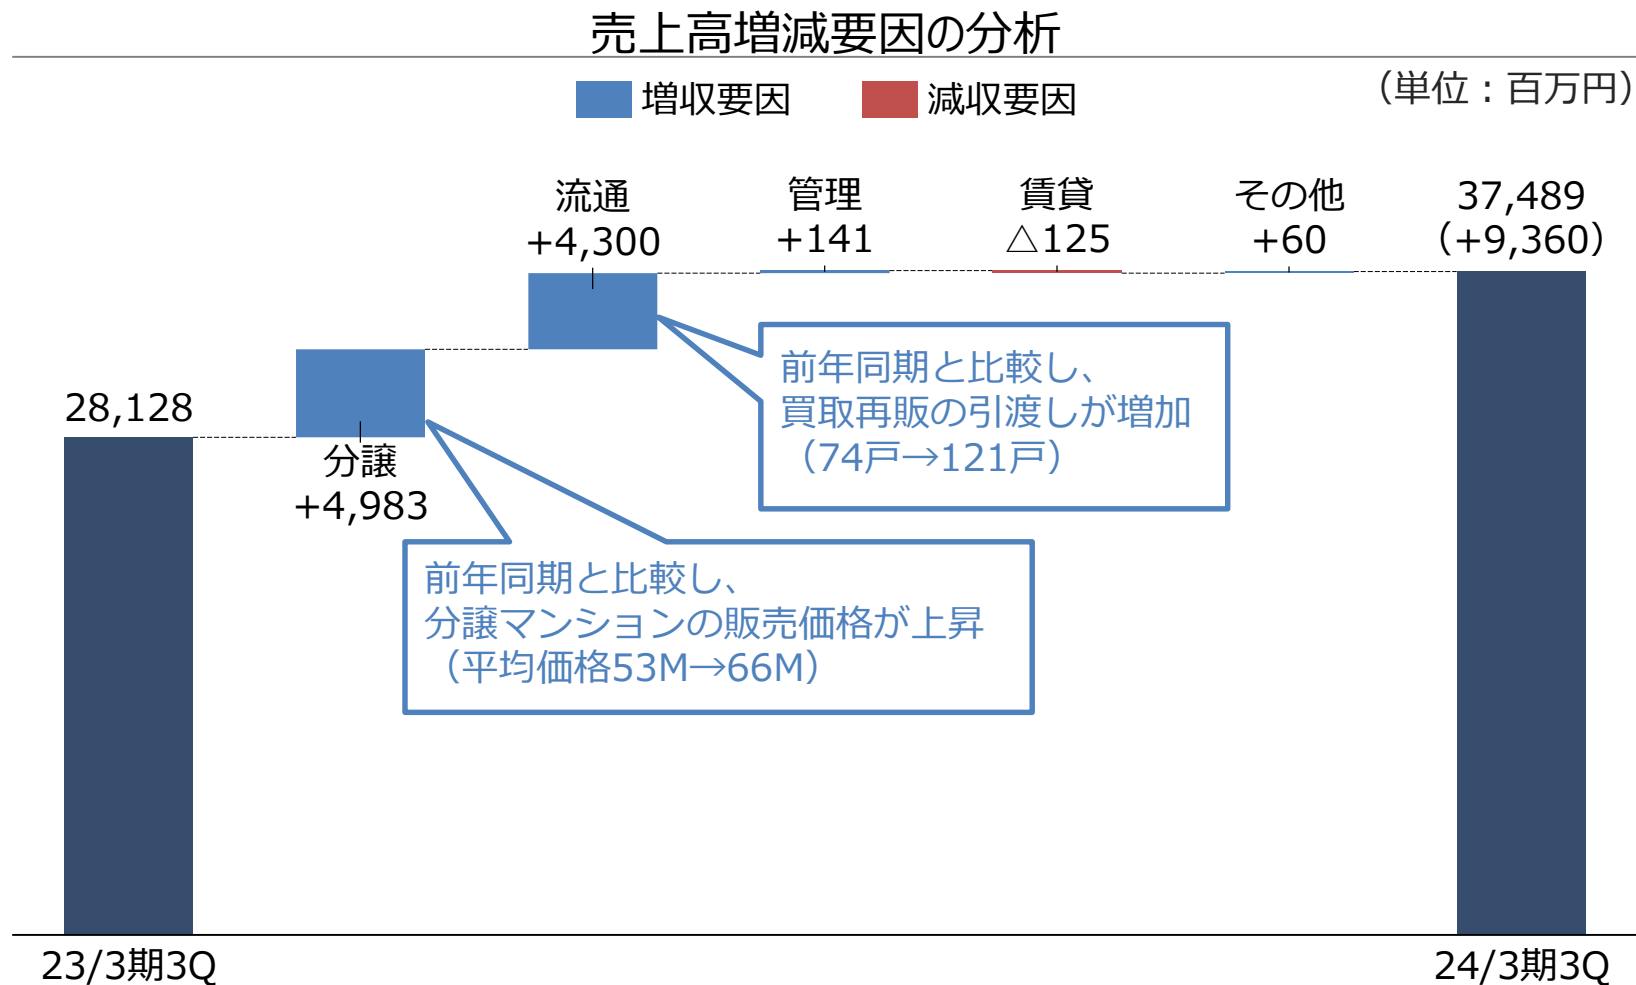 売上高増減要因の分析
増収要因
減収要因
（単位：百万円）
28,128
分譲
+4,983
流通
+4,300
管理
+141
賃貸
△125
その他
+60
37,489
（+9,360）
前年同期と比較し、
買取再販の引渡しが増加
（74戸→121戸）
前年同期と比較し、
分譲マンションの販売価格が上昇
（平均価格53M→66M）
23/3期3Q
24/3期3Q